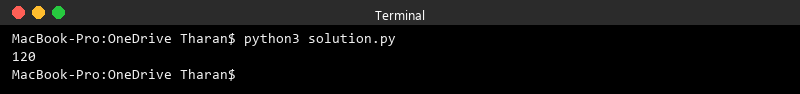 Terminal
MacBook-Pro:OneDrive Tharan$ python3 solution.py
120
MacBook-Pro:OneDrive Tharan$